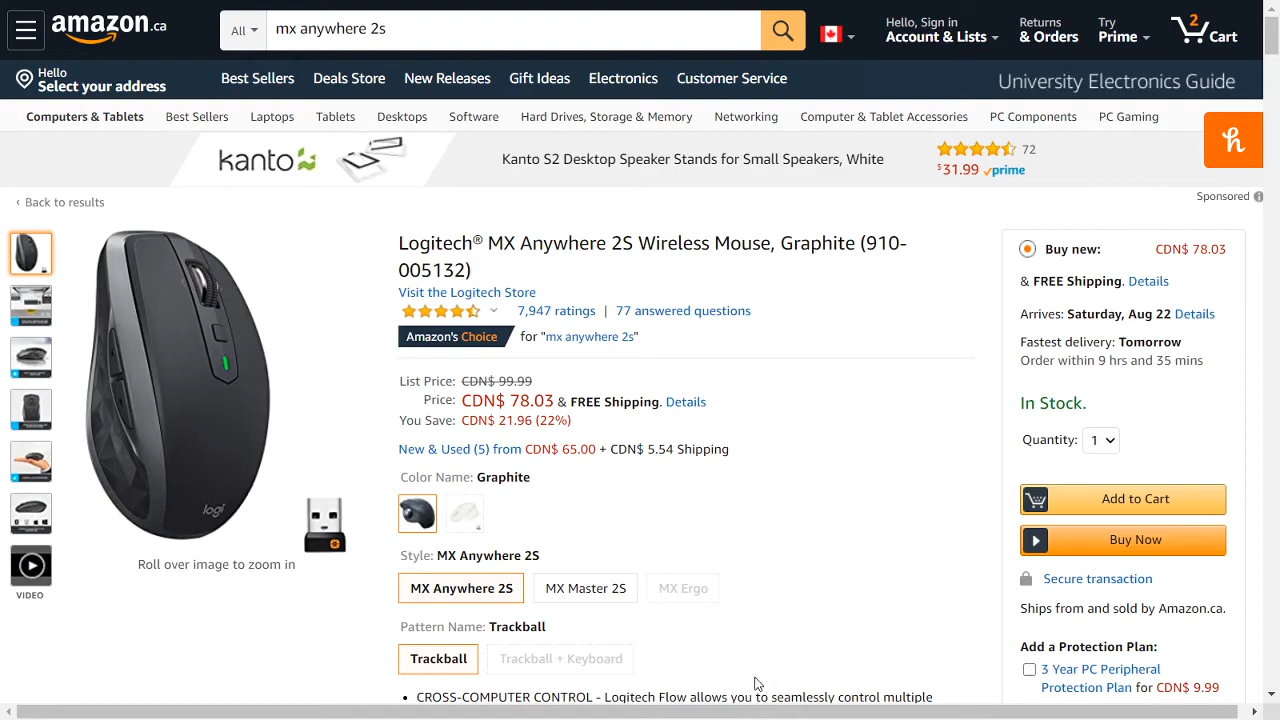 amazon.ca
All
mx anywhere 2s
Hello, Sign in
Account & Lists
Returns
& Orders
Try
Prime
2
Cart
Hello
Select your address
Best Sellers
Deals Store
New Releases
Gift Ideas
Electronics
Customer Service
University Electronics Guide
Computers & Tablets
Best Sellers
Laptops
Tablets
Desktops
Software
Hard Drives, Storage & Memory
Networking
Computer & Tablet Accessories
PC Components
PC Gaming
kanto
Kanto S2 Desktop Speaker Stands for Small Speakers, White
72
$31.99 prime
h
‹ Back to results
Sponsored
logi
Roll over image to zoom in
VIDEO
Logitech® MX Anywhere 2S Wireless Mouse, Graphite (910-
005132)
Visit the Logitech Store
7,947 ratings | 77 answered questions
Amazon's Choice for "mx anywhere 2s"
List Price: CDN$ 99.99
Price: CDN$ 78.03 & FREE Shipping. Details
You Save: CDN$ 21.96 (22%)
New & Used (5) from CDN$ 65.00 + CDN$ 5.54 Shipping
Color Name: Graphite
Style: MX Anywhere 2S
MX Anywhere 2S
MX Master 2S
MX Ergo
Pattern Name: Trackball
Trackball
Trackball + Keyboard
• CROSS-COMPUTER CONTROL - Logitech Flow allows you to seamlessly control multiple
Buy new: CDN$ 78.03
& FREE Shipping. Details
Arrives: Saturday, Aug 22 Details
Fastest delivery: Tomorrow
Order within 9 hrs and 35 mins
In Stock.
Quantity: 1
Add to Cart
Buy Now
Secure transaction
Ships from and sold by Amazon.ca.
Add a Protection Plan:
3 Year PC Peripheral
Protection Plan for CDN$ 9.99